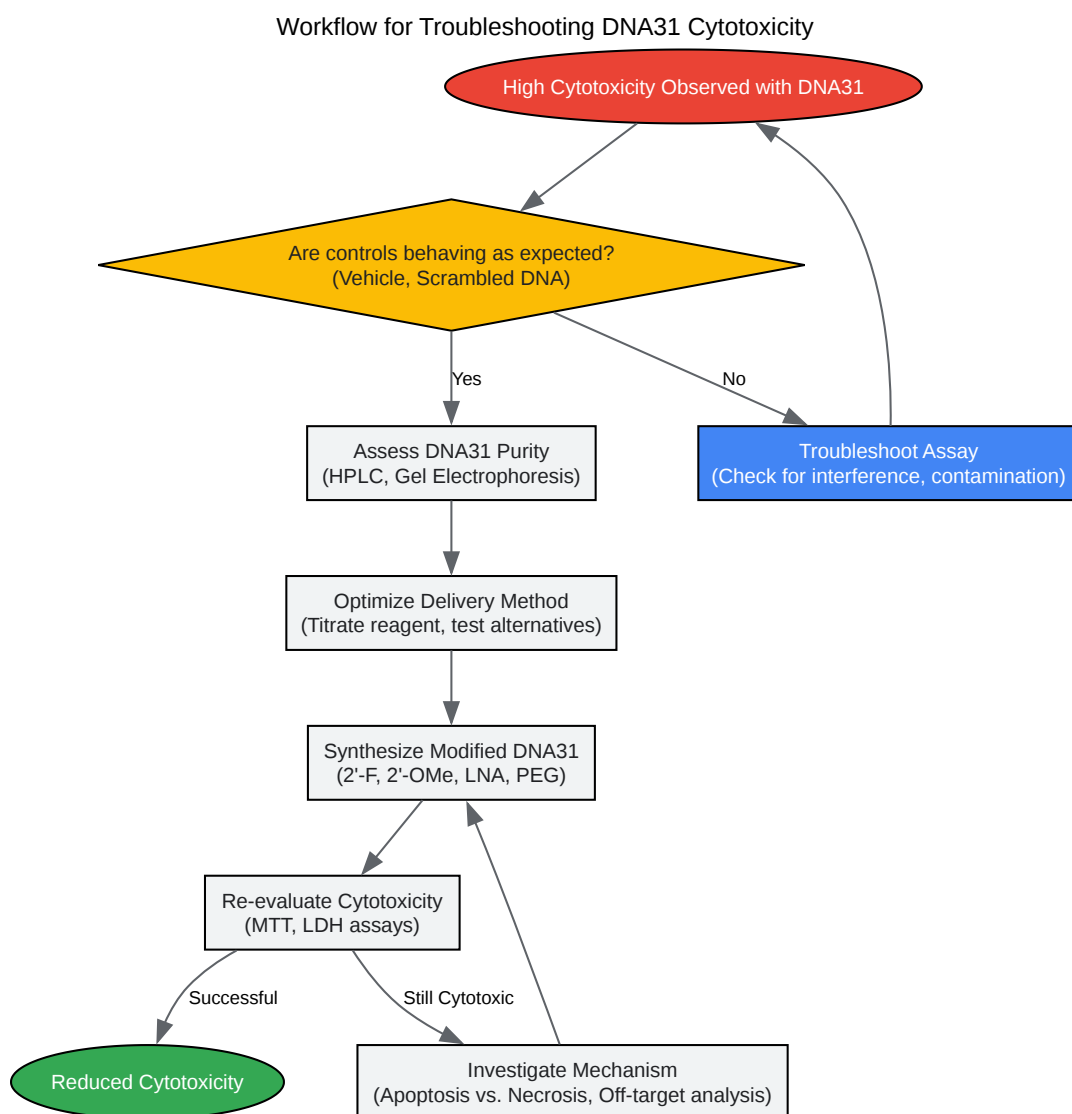 Workflow for Troubleshooting DNA31 Cytotoxicity
High Cytotoxicity Observed with DNA31
Are controls behaving as expected?
(Vehicle, Scrambled DNA)
Yes
No
Assess DNA31 Purity
(HPLC, Gel Electrophoresis)
Troubleshoot Assay
(Check for interference, contamination)
Optimize Delivery Method
(Titrate reagent, test alternatives)
Synthesize Modified DNA31
(2'-F, 2'-OMe, LNA, PEG)
Re-evaluate Cytotoxicity
(MTT, LDH assays)
Successful
Still Cytotoxic
Reduced Cytotoxicity
Investigate Mechanism
(Apoptosis vs. Necrosis, Off-target analysis)